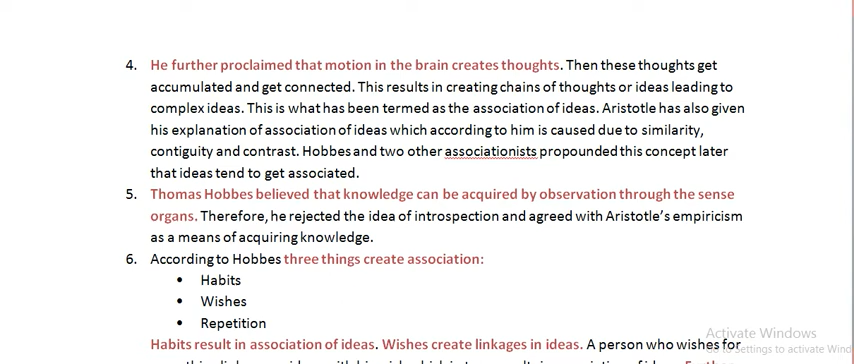 4. He further proclaimed that motion in the brain creates thoughts. Then these thoughts get
accumulated and get connected. This results in creating chains of thoughts or ideas leading to
complex ideas. This is what has been termed as the association of ideas. Aristotle has also given
his explanation of association of ideas which according to him is caused due to similarity,
contiguity and contrast. Hobbes and two other associationists propounded this concept later
that ideas tend to get associated.
5. Thomas Hobbes believed that knowledge can be acquired by observation through the sense
organs. Therefore, he rejected the idea of introspection and agreed with Aristotle's empiricism
as a means of acquiring knowledge.
6. According to Hobbes three things create association:
• Habits
• Wishes
• Repetition
Activate Windows
Habits result in association of ideas. Wishes create linkages in ideas. A person who wishes for
Go to Settings to activate Wind